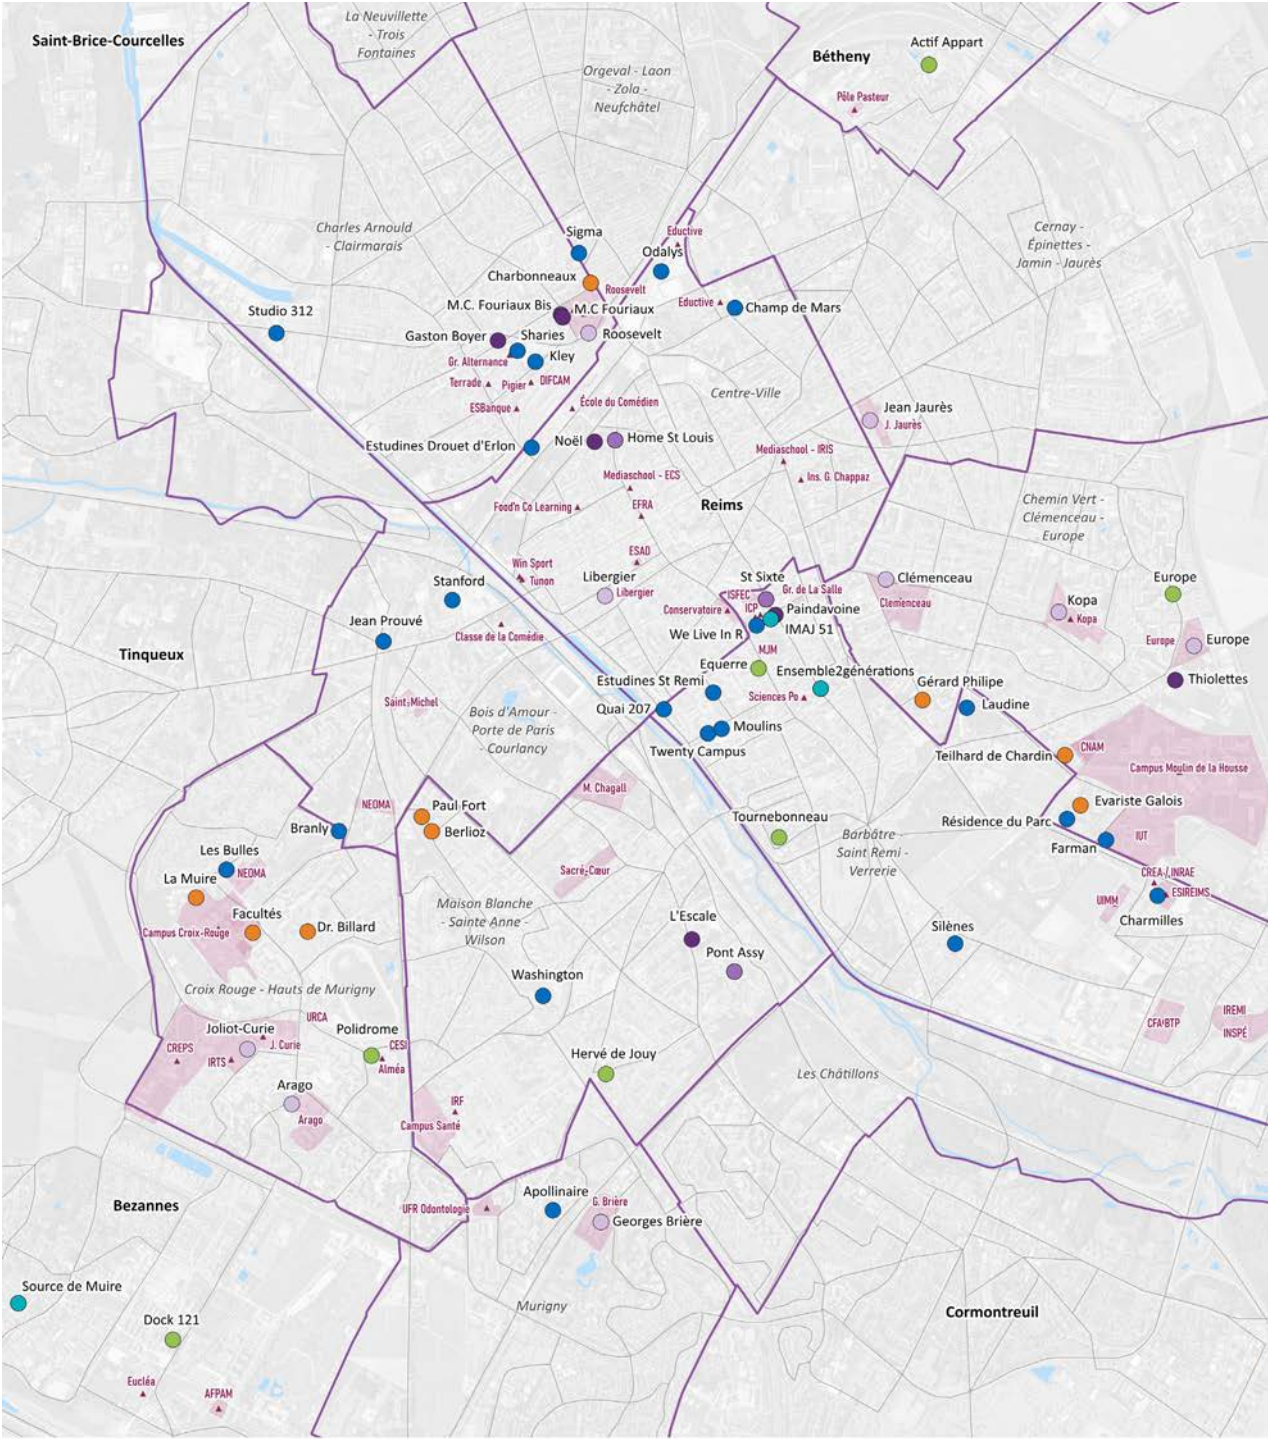 La Neuvillette
- Trois
Fontaines
Saint-Brice-Courcelles
Orgeval - Laon
- Zola -
Neufchâtel
Bétheny
Actif Appart
Pôle Pasteur
Charles Arnould
- Clairmarais
Cernay -
Épinettes -
Jamin - Jaurès
Sigma
Eductive
Odalys
Charbonneaux
Roosevelt
M.C. Fouriaux Bis
M.C Fouriaux
Eductive
Champ de Mars
Studio 312
Gaston Boyer
Sharies
Roosevelt
Kley
Gr. Alternance
Terrade
Pigier
DIFCAM
ESBanque
École du Comédien
Centre-Ville
Jean Jaurès
J. Jaurès
Estudines Drouet d'Erlon
Noël
Home St Louis
Mediaschool - IRIS
Mediaschool - ECS
Ins. G. Chappaz
Food'n Co Learning
EFRA
Reims
Chemin Vert -
Clémenceau -
Europe
ESAD
Win Sport
Tunon
Libergier
Libergier
St Sixte
Gr. de La Salle
ISFEC
ICP
Conservatoire
Paindavoine
IMAJ 51
We Live In R
Clémenceau
Clemenceau
Kopa
Kopa
Europe
Europe
Europe
Thiolettes
Stanford
Jean Prouvé
Classe de la Comédie
Tinqueux
MJM
Equerre
Ensemble2générations
Estudines St Remi
Sciences Po
Gérard Philipe
Laudine
Saint-Michel
Bois d'Amour -
Porte de Paris
- Courlancy
Quai 207
Moulins
Twenty Campus
Teilhard de Chardin
CNAM
Campus Moulin de la Housse
M. Chagall
NEOMA
Paul Fort
Berlioz
Branly
Tournebonneau
Evariste Galois
Résidence du Parc
Barbâtre -
Saint Remi -
Verrerie
IUT
Farman
Les Bulles
NEOMA
La Muire
Sacré-Cœur
CREA / INRAE
ESIREIMS
UIMM
Charmilles
Facultés
Campus Croix-Rouge
Dr. Billard
Maison Blanche
- Sainte Anne -
Wilson
L'Escale
Pont Assy
Silènes
Washington
Croix Rouge - Hauts de Murigny
URCA
Joliot-Curie
J. Curie
CREPS
IRTS
Polidrome
CESI
Alméa
CFA BTP
IREMI
INSPÉ
Hervé de Jouy
Les Châtillons
Arago
Arago
IRF
Campus Santé
Bezannes
Apollinaire
UFR Odontologie
G. Brière
Georges Brière
Source de Muire
Murigny
Cormontreuil
Dock 121
Eucléa
AFPAM